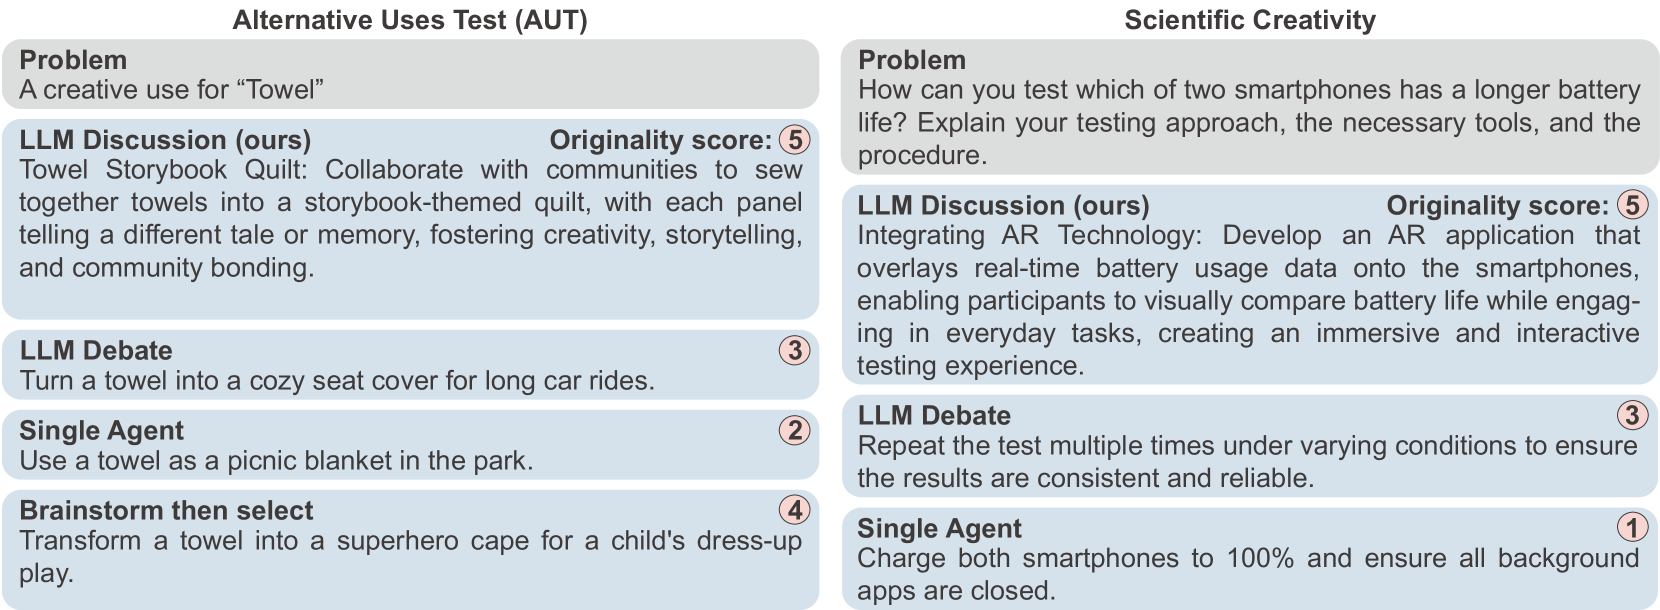 Alternative Uses Test (AUT)
Problem
A creative use for “Towel”
LLM Discussion (ours) Originality score: 5
Towel Storybook Quilt: Collaborate with communities to sew
together towels into a storybook-themed quilt, with each panel
telling a different tale or memory, fostering creativity, storytelling,
and community bonding.
LLM Debate 3
Turn a towel into a cozy seat cover for long car rides.
Single Agent 2
Use a towel as a picnic blanket in the park.
Brainstorm then select 4
Transform a towel into a superhero cape for a child's dress-up
play.
Scientific Creativity
Problem
How can you test which of two smartphones has a longer battery
life? Explain your testing approach, the necessary tools, and the
procedure.
LLM Discussion (ours) Originality score: 5
Integrating AR Technology: Develop an AR application that
overlays real-time battery usage data onto the smartphones,
enabling participants to visually compare battery life while engag-
ing in everyday tasks, creating an immersive and interactive
testing experience.
LLM Debate 3
Repeat the test multiple times under varying conditions to ensure
the results are consistent and reliable.
Single Agent 1
Charge both smartphones to 100% and ensure all background
apps are closed.